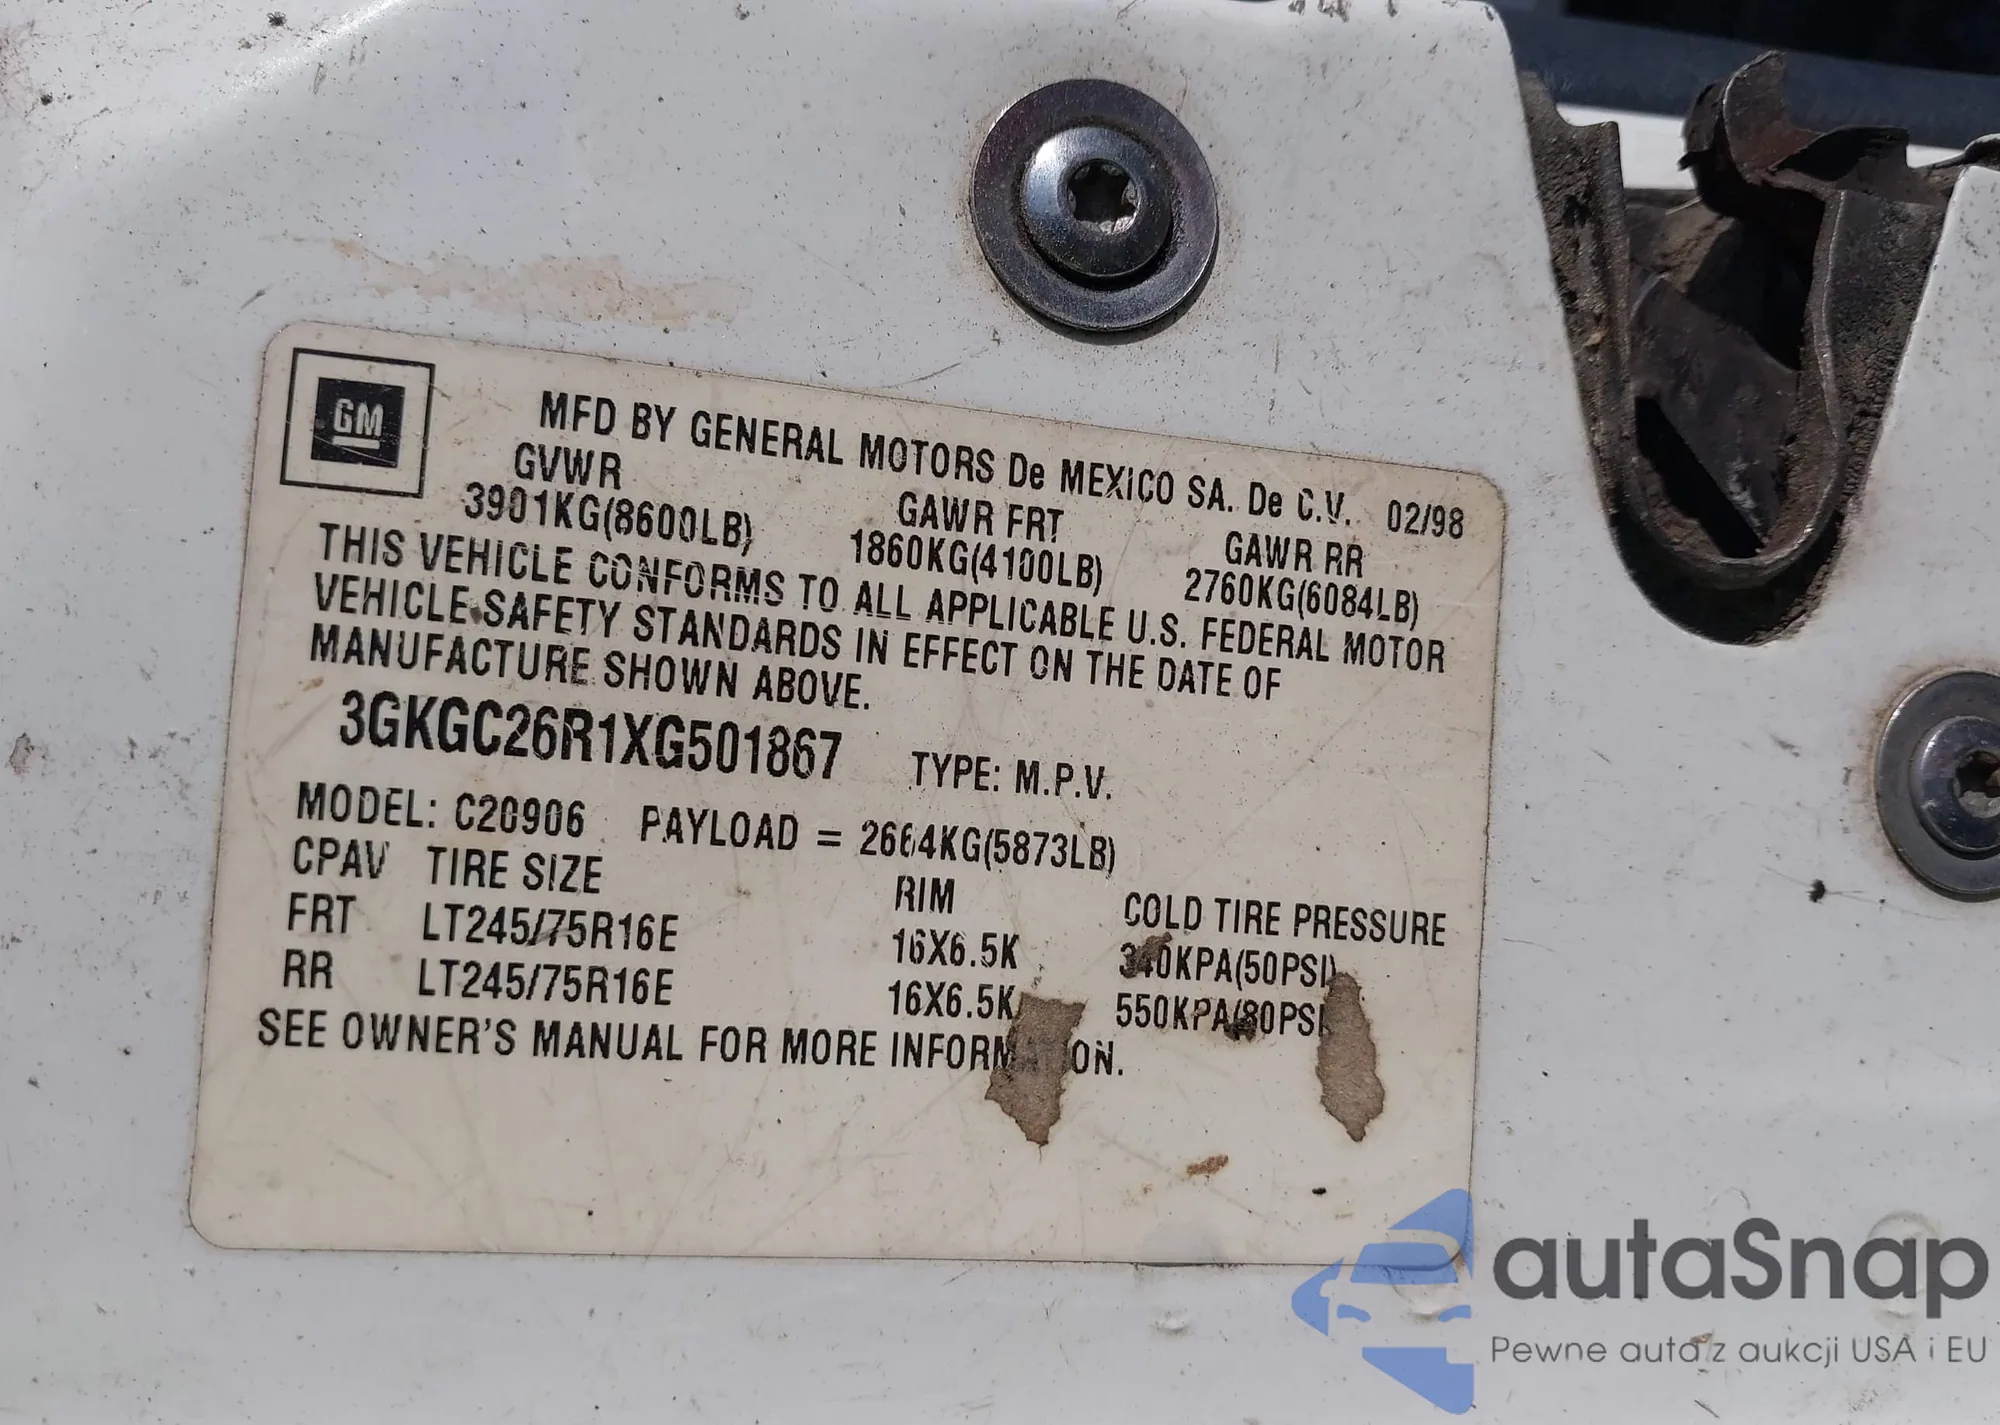 GM
MFD BY GENERAL MOTORS De MEXICO SA. De C.V. 02/98
GVWR GAWR FRT GAWR RR
3901KG(8600LB) 1860KG(4100LB) 2760KG(6084LB)
THIS VEHICLE CONFORMS TO ALL APPLICABLE U.S. FEDERAL MOTOR
VEHICLE SAFETY STANDARDS IN EFFECT ON THE DATE OF
MANUFACTURE SHOWN ABOVE.
3GKGC26R1XG501867 TYPE: M.P.V.
MODEL: C20906 PAYLOAD = 2664KG(5873LB)
CPAV TIRE SIZE RIM COLD TIRE PRESSURE
FRT LT245/75R16E 16X6.5K 340KPA(50PSI)
RR LT245/75R16E 16X6.5K 550KPA(80PSI
SEE OWNER'S MANUAL FOR MORE INFORMATION.
autaSnap
Pewne auta z aukcji USA i EU